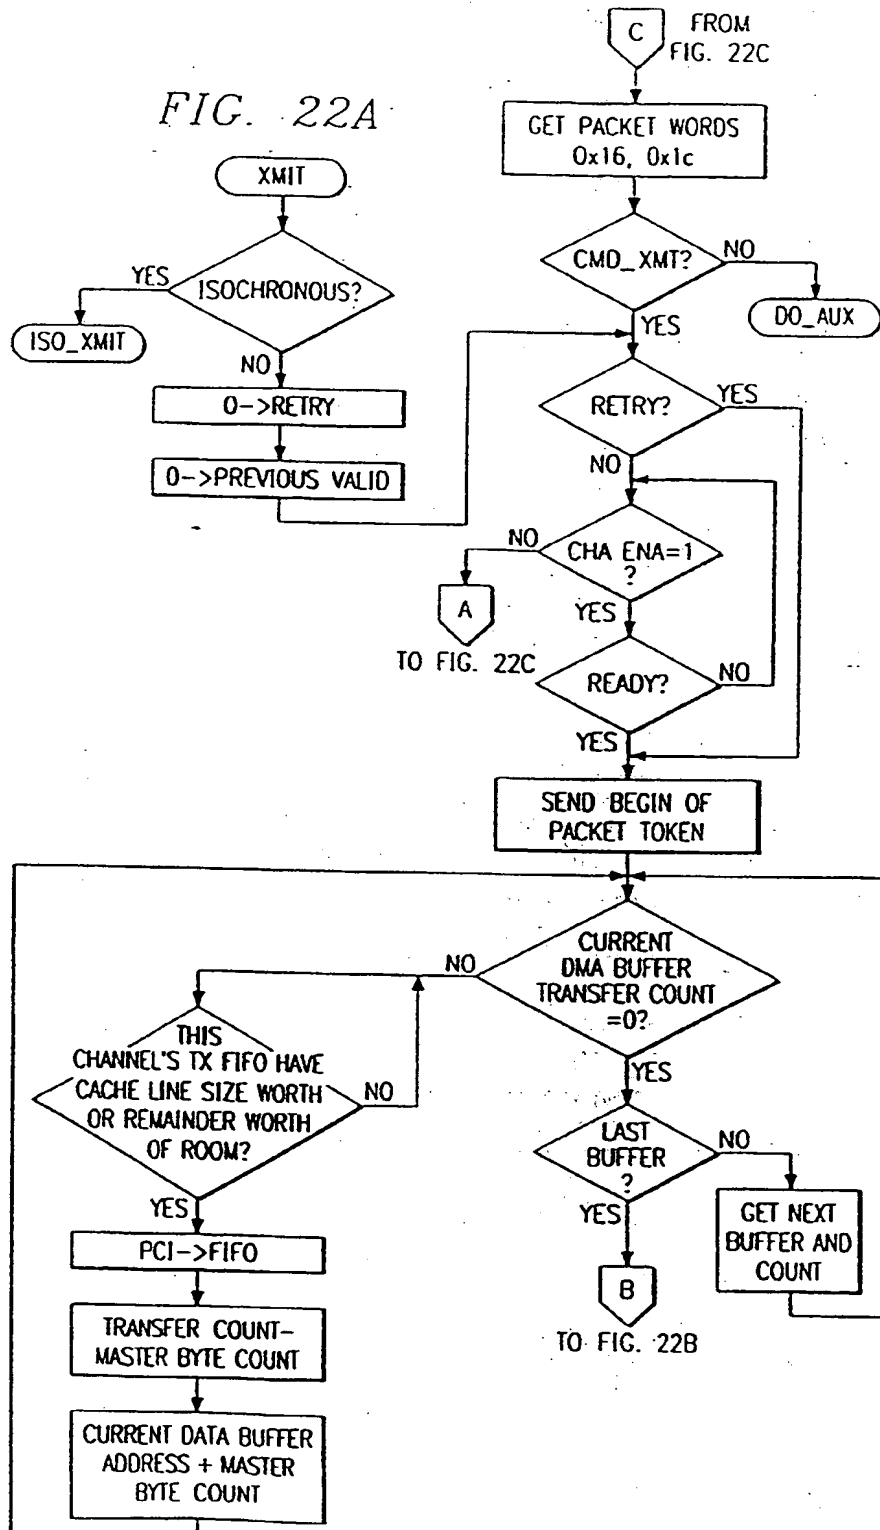 C
FROM
FIG. 22C
FIG. 22A
GET PACKET WORDS
0x16, 0x1c
XMIT
CMD_XMT?
NO
DO_AUX
YES
YES
ISOCHRONOUS?
ISO_XMIT
NO
0->RETRY
0->PREVIOUS VALID
RETRY?
YES
NO
CHA ENA=1
?
NO
A
TO FIG. 22C
YES
READY?
NO
YES
SEND BEGIN OF
PACKET TOKEN
CURRENT
DMA BUFFER
TRANSFER COUNT
=0?
NO
YES
THIS
CHANNEL'S TX FIFO HAVE
CACHE LINE SIZE WORTH
OR REMAINDER WORTH
OF ROOM?
NO
YES
LAST
BUFFER
?
NO
YES
GET NEXT
BUFFER AND
COUNT
B
TO FIG. 22B
PCI->FIFO
TRANSFER COUNT-
MASTER BYTE COUNT
CURRENT DATA BUFFER
ADDRESS + MASTER
BYTE COUNT